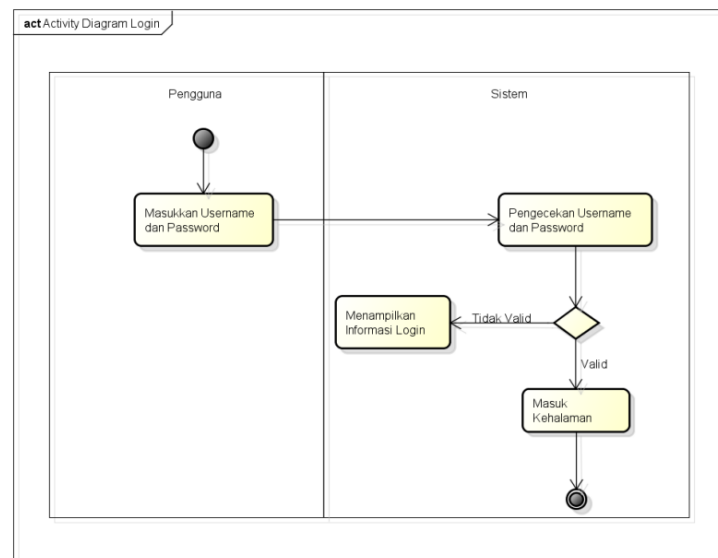 act Activity Diagram Login
Pengguna
Sistem
Masukkan Username
dan Password
Pengecekan Username
dan Password
Menampilkan
Informasi Login
Tidak Valid
Valid
Masuk
Kehalaman